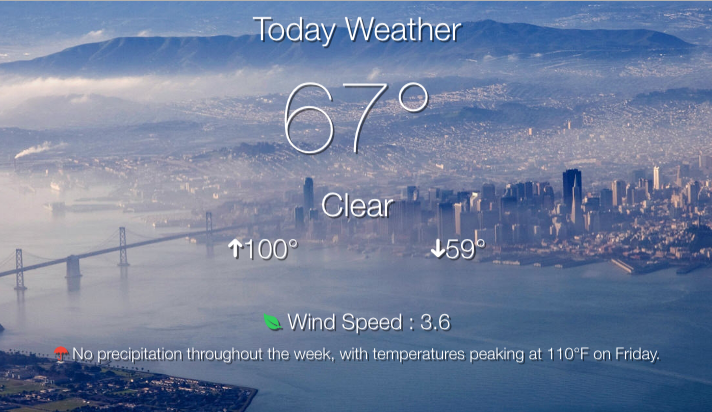 Today Weather
67°
Clear
100° 59°
Wind Speed : 3.6
No precipitation throughout the week, with temperatures peaking at 110°F on Friday.